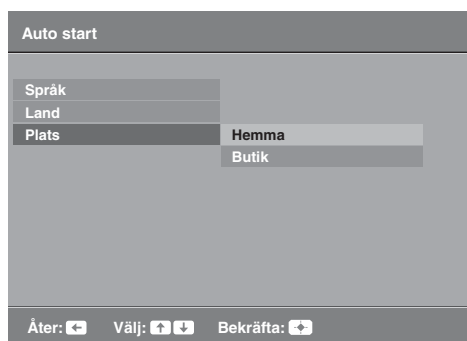 Auto start
Språk
Land
Plats Hemma
Butik
Åter: Välj: Bekräfta: